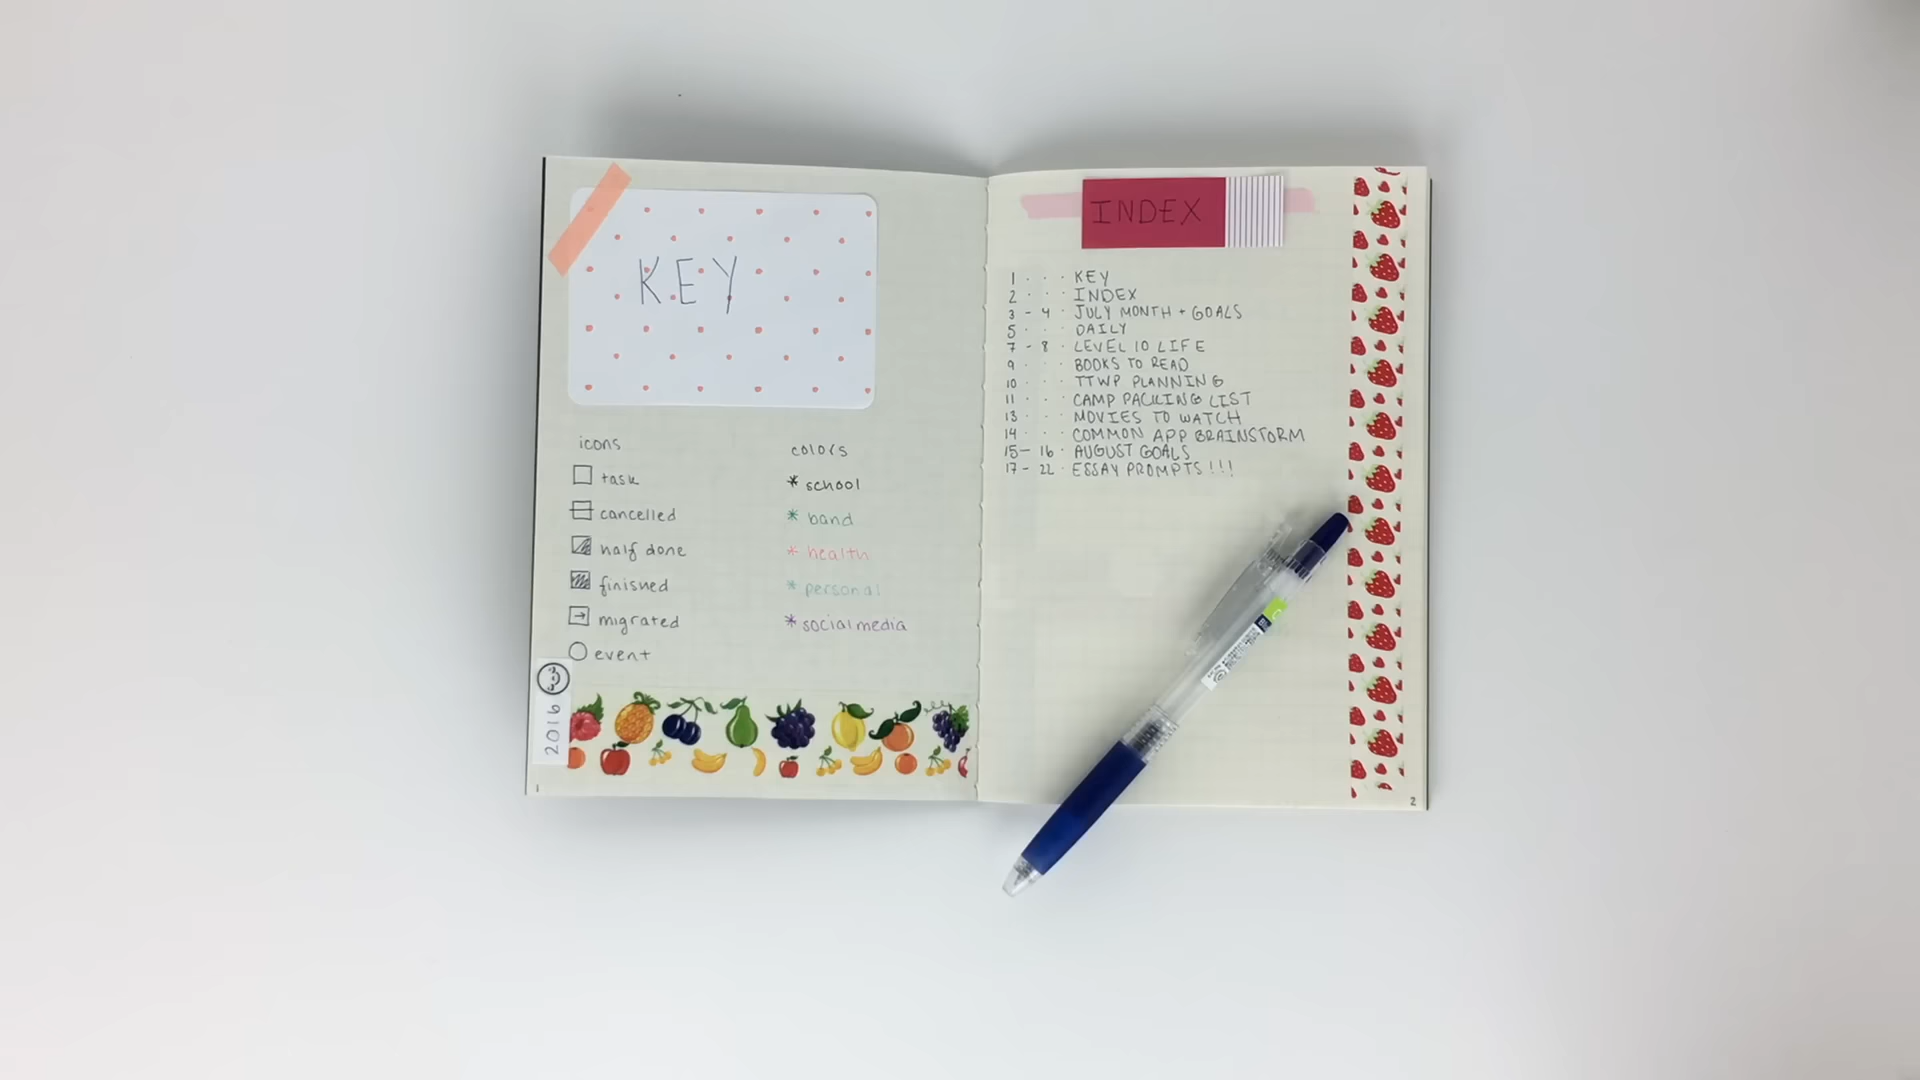 KEY
icons
task
cancelled
half done
finished
migrated
event
colors
* school
* band
* health
* personal
* social media
2016
1
INDEX
1 · · · KEY
2 · · · INDEX
3 - 4 · JULY MONTH + GOALS
5 · · · DAILY
7 - 8 · LEVEL 10 LIFE
9 · · · BOOKS TO READ
10 · · · TTWP PLANNING
11 · · · CAMP PACKING LIST
13 · · · MOVIES TO WATCH
14 · · · COMMON APP BRAINSTORM
15 - 16 · AUGUST GOALS
17 - 22 · ESSAY PROMPTS!!!
2